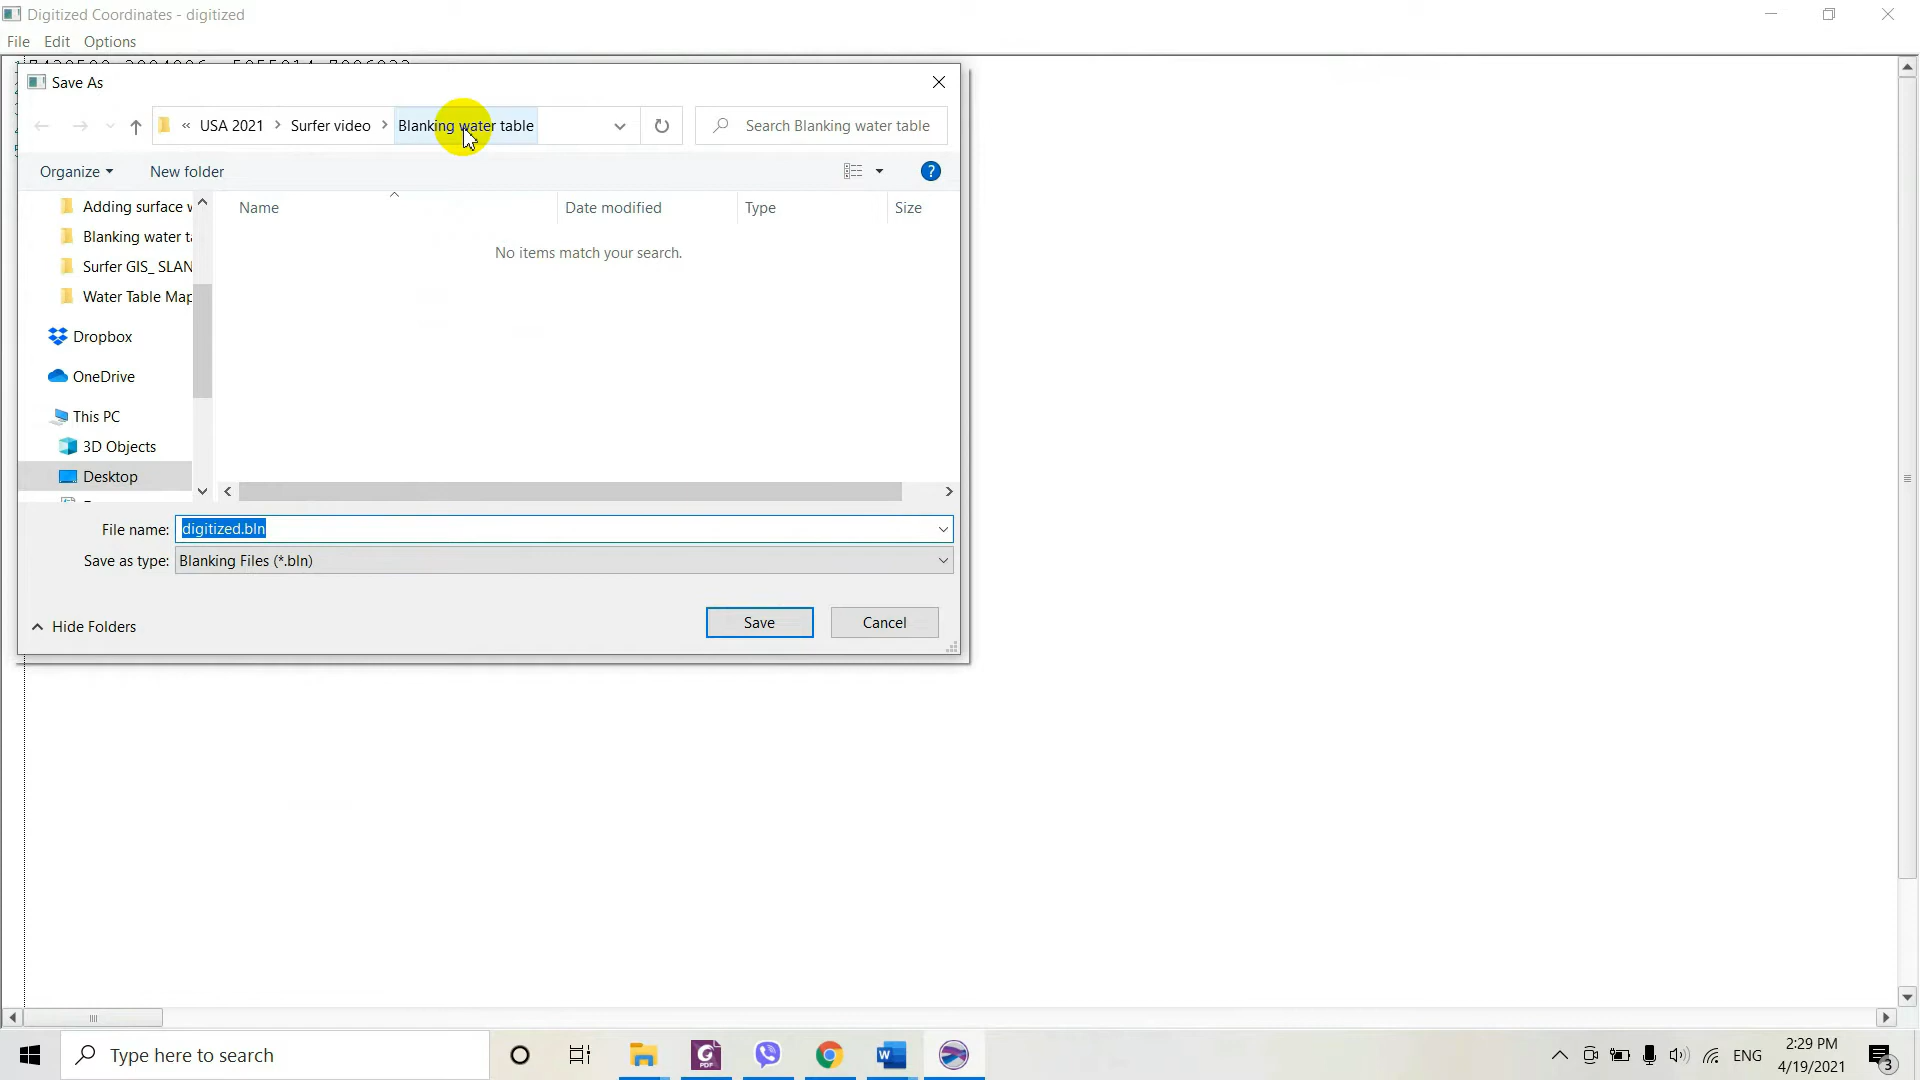 Digitized Coordinates - digitized
File Edit Options
Save As
« USA 2021 > Surfer video > Blanking water table
Search Blanking water table
Organize
New folder
?
Name
Date modified
Type
Size
Adding surface
Blanking water
Surfer GIS_ SLAN
Water Table Map
Dropbox
OneDrive
This PC
3D Objects
Desktop
No items match your search.
File name: digitized.bln
Save as type: Blanking Files (*.bln)
Hide Folders
Save
Cancel
Type here to search
PDF
W
ENG
2:29 PM
4/19/2021
3